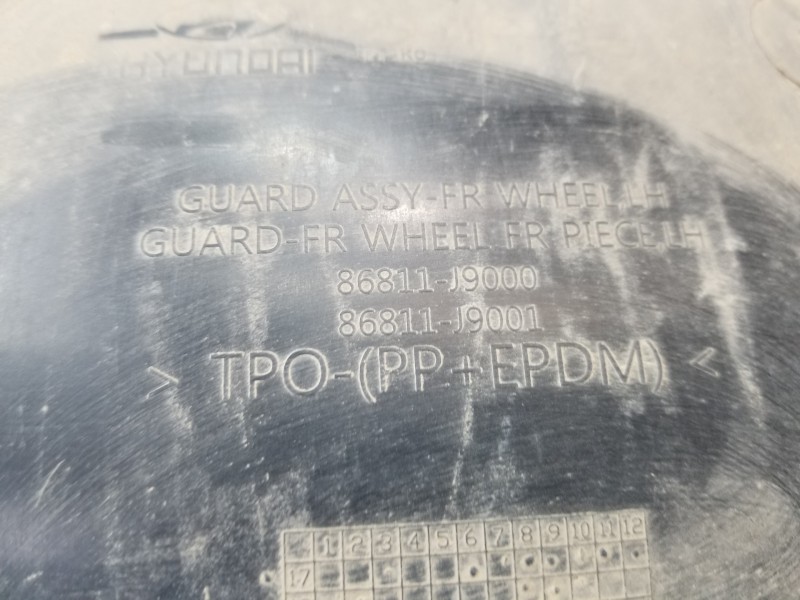 HYUNDAI
GUARD ASSY-FR WHEEL,LH
GUARD-FR WHEEL FR PIECE,LH
86811-J9000
86811-J9001
> TPO-(PP+EPDM) <
1 2 3 4 5 6 7 8 9 10 11 12
17